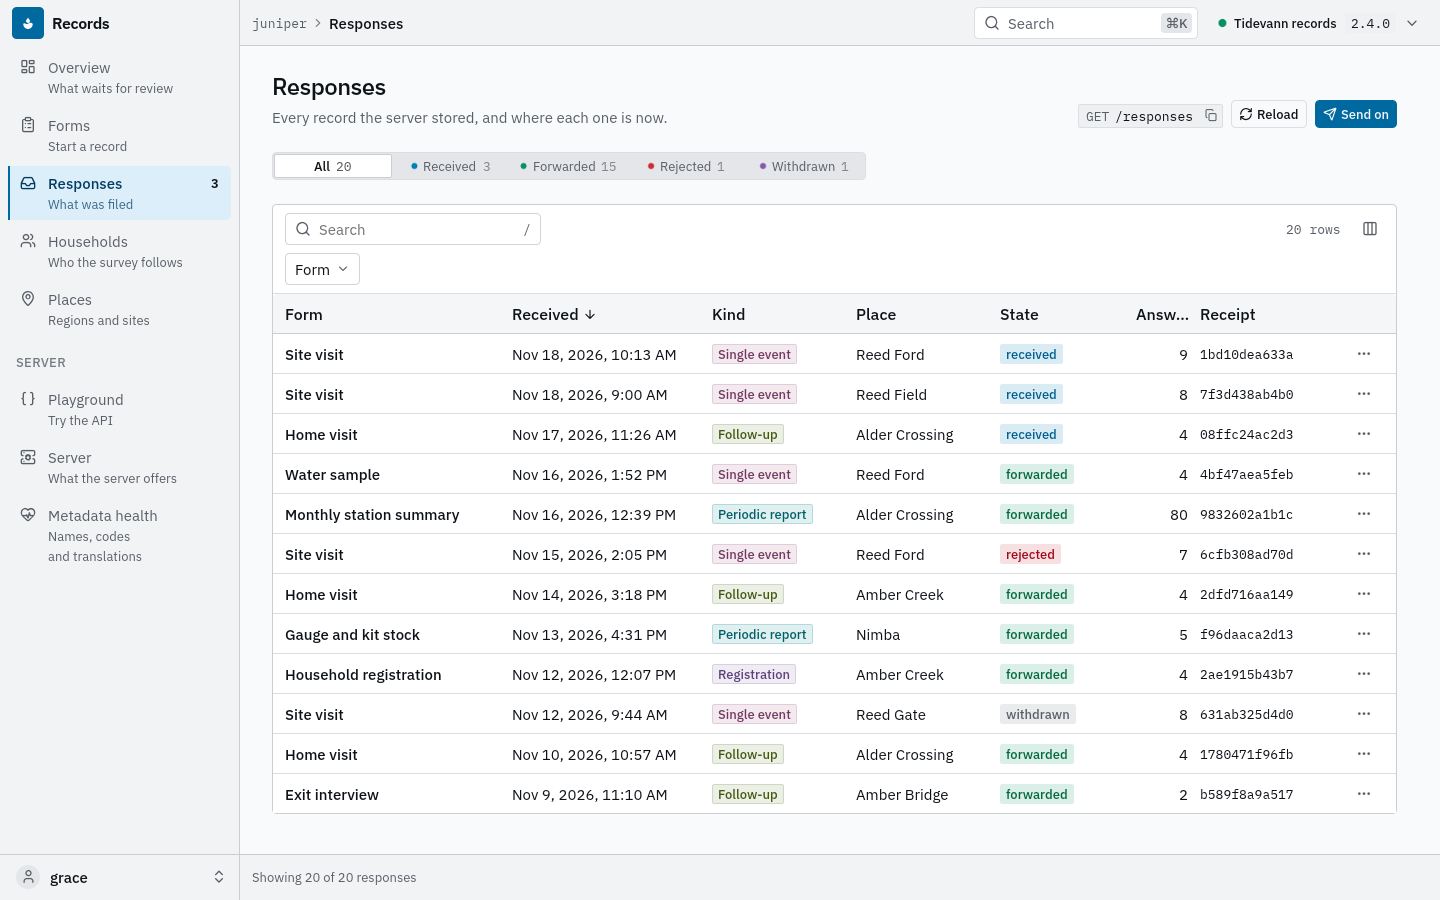 Records
Overview
What waits for review
Forms
Start a record
Responses 3
What was filed
Households
Who the survey follows
Places
Regions and sites
SERVER
Playground
Try the API
Server
What the server offers
Metadata health
Names, codes
and translations
grace
juniper > Responses
Search ⌘K
Tidevann records 2.4.0
Responses
Every record the server stored, and where each one is now.
GET /responses
Reload
Send on
All 20
Received 3
Forwarded 15
Rejected 1
Withdrawn 1
Search /
20 rows
Form
Form Received ↓ Kind Place State Answ... Receipt
Site visit Nov 18, 2026, 10:13 AM Single event Reed Ford received 9 1bd10dea633a ...
Site visit Nov 18, 2026, 9:00 AM Single event Reed Field received 8 7f3d438ab4b0 ...
Home visit Nov 17, 2026, 11:26 AM Follow-up Alder Crossing received 4 08ffc24ac2d3 ...
Water sample Nov 16, 2026, 1:52 PM Single event Reed Ford forwarded 4 4bf47aea5feb ...
Monthly station summary Nov 16, 2026, 12:39 PM Periodic report Alder Crossing forwarded 80 9832602a1b1c ...
Site visit Nov 15, 2026, 2:05 PM Single event Reed Ford rejected 7 6cfb308ad70d ...
Home visit Nov 14, 2026, 3:18 PM Follow-up Amber Creek forwarded 4 2dfd716aa149 ...
Gauge and kit stock Nov 13, 2026, 4:31 PM Periodic report Nimba forwarded 5 f96daaca2d13 ...
Household registration Nov 12, 2026, 12:07 PM Registration Amber Creek forwarded 4 2ae1915b43b7 ...
Site visit Nov 12, 2026, 9:44 AM Single event Reed Gate withdrawn 8 631ab325d4d0 ...
Home visit Nov 10, 2026, 10:57 AM Follow-up Alder Crossing forwarded 4 1780471f96fb ...
Exit interview Nov 9, 2026, 11:10 AM Follow-up Amber Bridge forwarded 2 b589f8a9a517 ...
Showing 20 of 20 responses